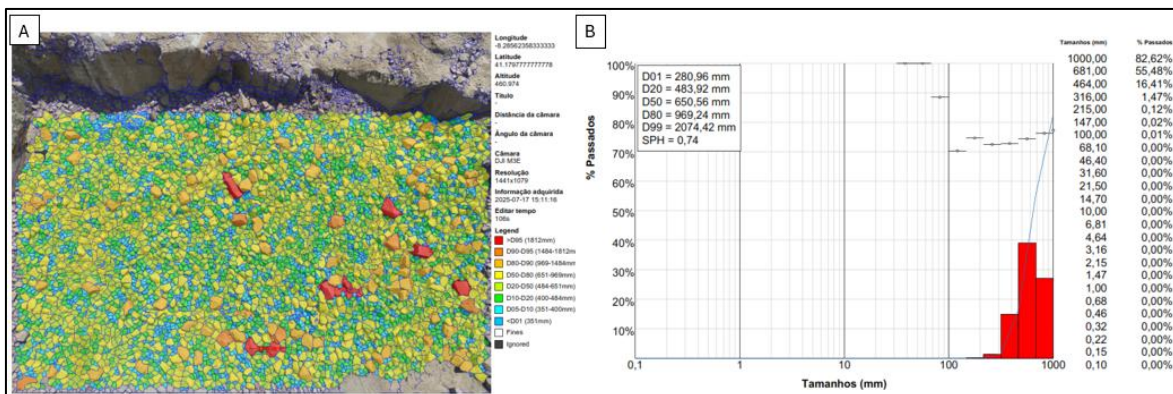 A
Longitude
-8.28562358333333
Latitude
41.1797777777778
Altitude
460.974
Título
-
Distância da câmara
-
Ângulo da câmara
-
Câmara
DJI M3E
Resolução
1441x1079
Informação adquirida
2025-07-17 15:11:16
Editar tempo
106s
Legend
>D95 (1812mm)
D90-D95 (1484-1812m
D80-D90 (969-1484mm)
D50-D80 (651-969mm)
D20-D50 (484-651mm)
D10-D20 (400-484mm)
D05-D10 (351-400mm)
<D01 (351mm)
Fines
Ignored
B
D01 = 280,96 mm
D20 = 483,92 mm
D50 = 650,56 mm
D80 = 969,24 mm
D99 = 2074,42 mm
SPH = 0,74
% Passados
100%
90%
80%
70%
60%
50%
40%
30%
20%
10%
0,1
1
10
100
1000
Tamanhos (mm)
Tamanhos (mm) % Passados
1000,00 82,62%
681,00 55,48%
464,00 16,41%
316,00 1,47%
215,00 0,12%
147,00 0,02%
100,00 0,01%
68,10 0,00%
46,40 0,00%
31,60 0,00%
21,50 0,00%
14,70 0,00%
10,00 0,00%
6,81 0,00%
4,64 0,00%
3,16 0,00%
2,15 0,00%
1,47 0,00%
1,00 0,00%
0,68 0,00%
0,46 0,00%
0,32 0,00%
0,22 0,00%
0,15 0,00%
0,10 0,00%